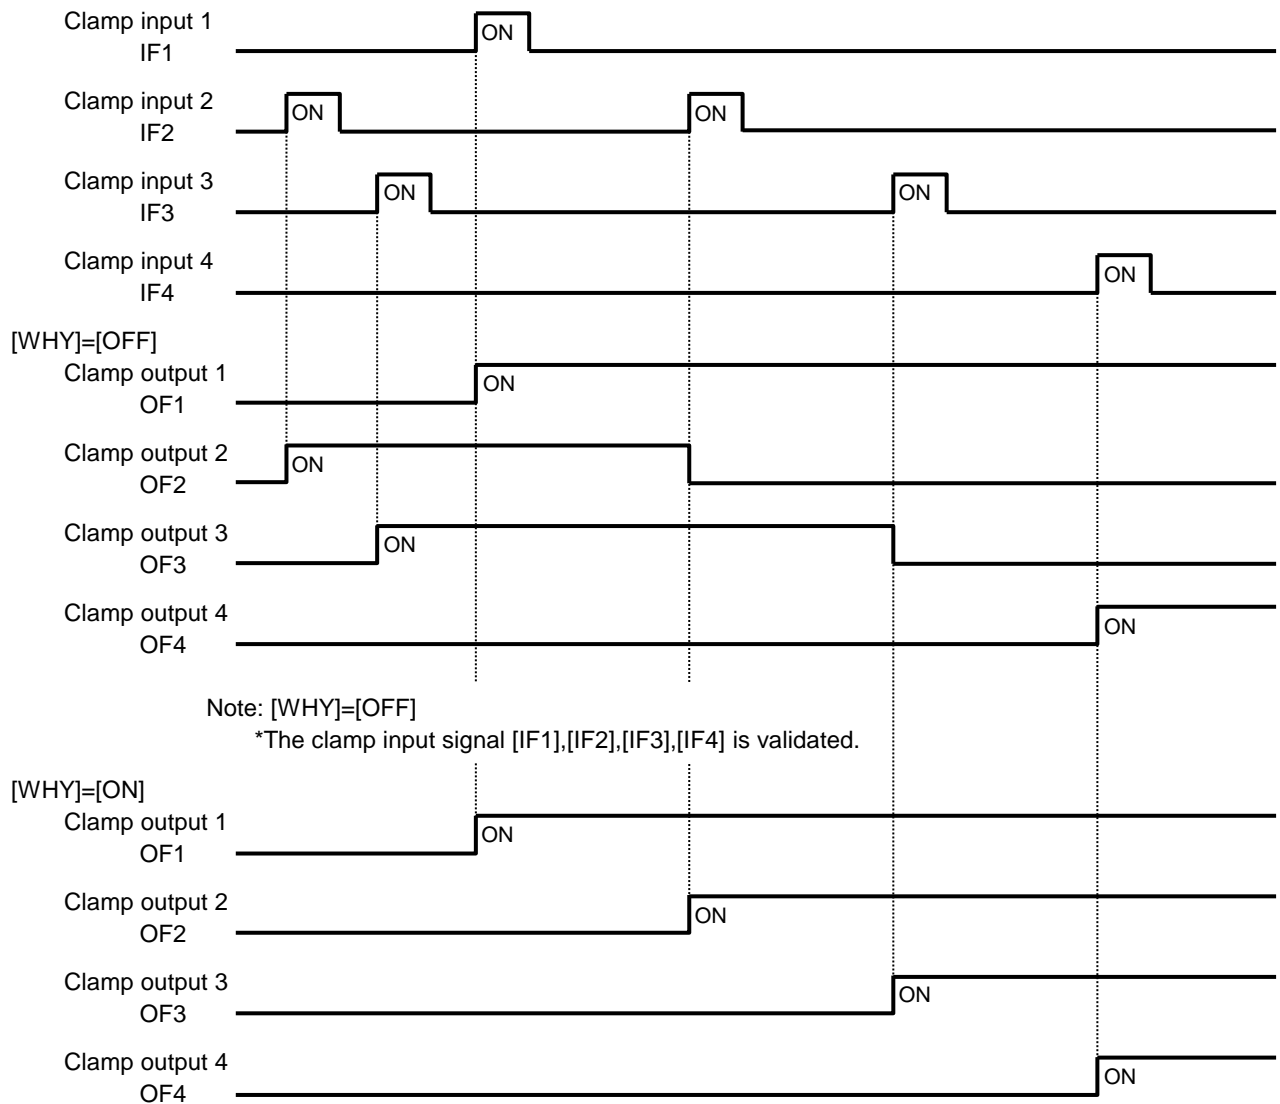 Clamp input 1
IF1
ON
Clamp input 2
IF2
ON
ON
Clamp input 3
IF3
ON
ON
Clamp input 4
IF4
ON
[WHY]=[OFF]
Clamp output 1
OF1
ON
Clamp output 2
OF2
ON
Clamp output 3
OF3
ON
Clamp output 4
OF4
ON
Note: [WHY]=[OFF]
*The clamp input signal [IF1],[IF2],[IF3],[IF4] is validated.
[WHY]=[ON]
Clamp output 1
OF1
ON
Clamp output 2
OF2
ON
Clamp output 3
OF3
ON
Clamp output 4
OF4
ON